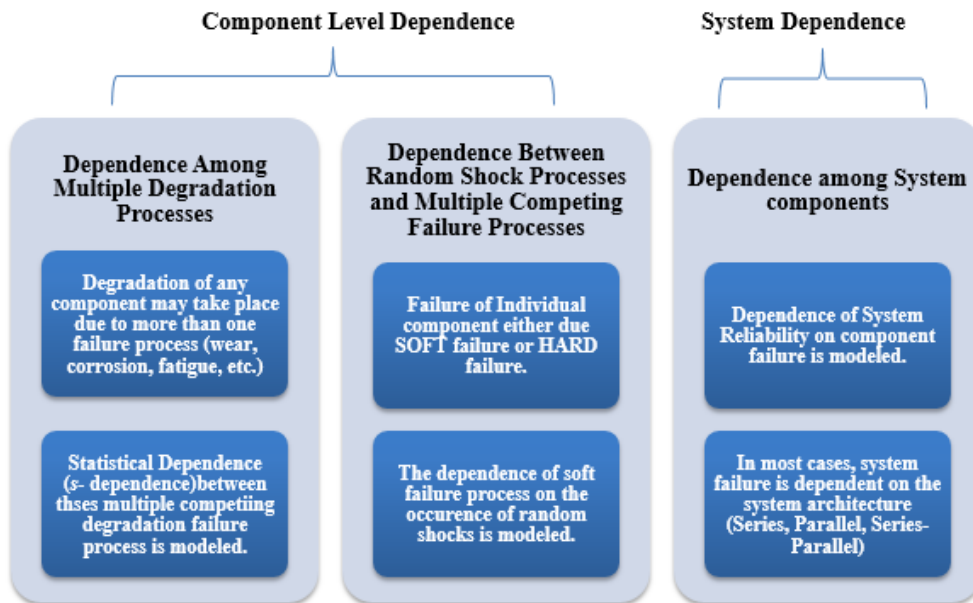 Component Level Dependence
System Dependence
Dependence Among
Multiple Degradation
Processes
Degradation of any
component may take place
due to more than one
failure process (wear,
corrosion, fatigue, etc.)
Statistical Dependence
(s- dependence)between
thses multiple competiing
degradation failure
process is modeled.
Dependence Between
Random Shock Processes
and Multiple Competing
Failure Processes
Failure of Individual
component either due
SOFT failure or HARD
failure.
The dependence of soft
failure process on the
occurence of random
shocks is modeled.
Dependence among System
components
Dependence of System
Reliability on component
failure is modeled.
In most cases, system
failure is dependent on the
system architecture
(Series, Parallel, Series-
Parallel)